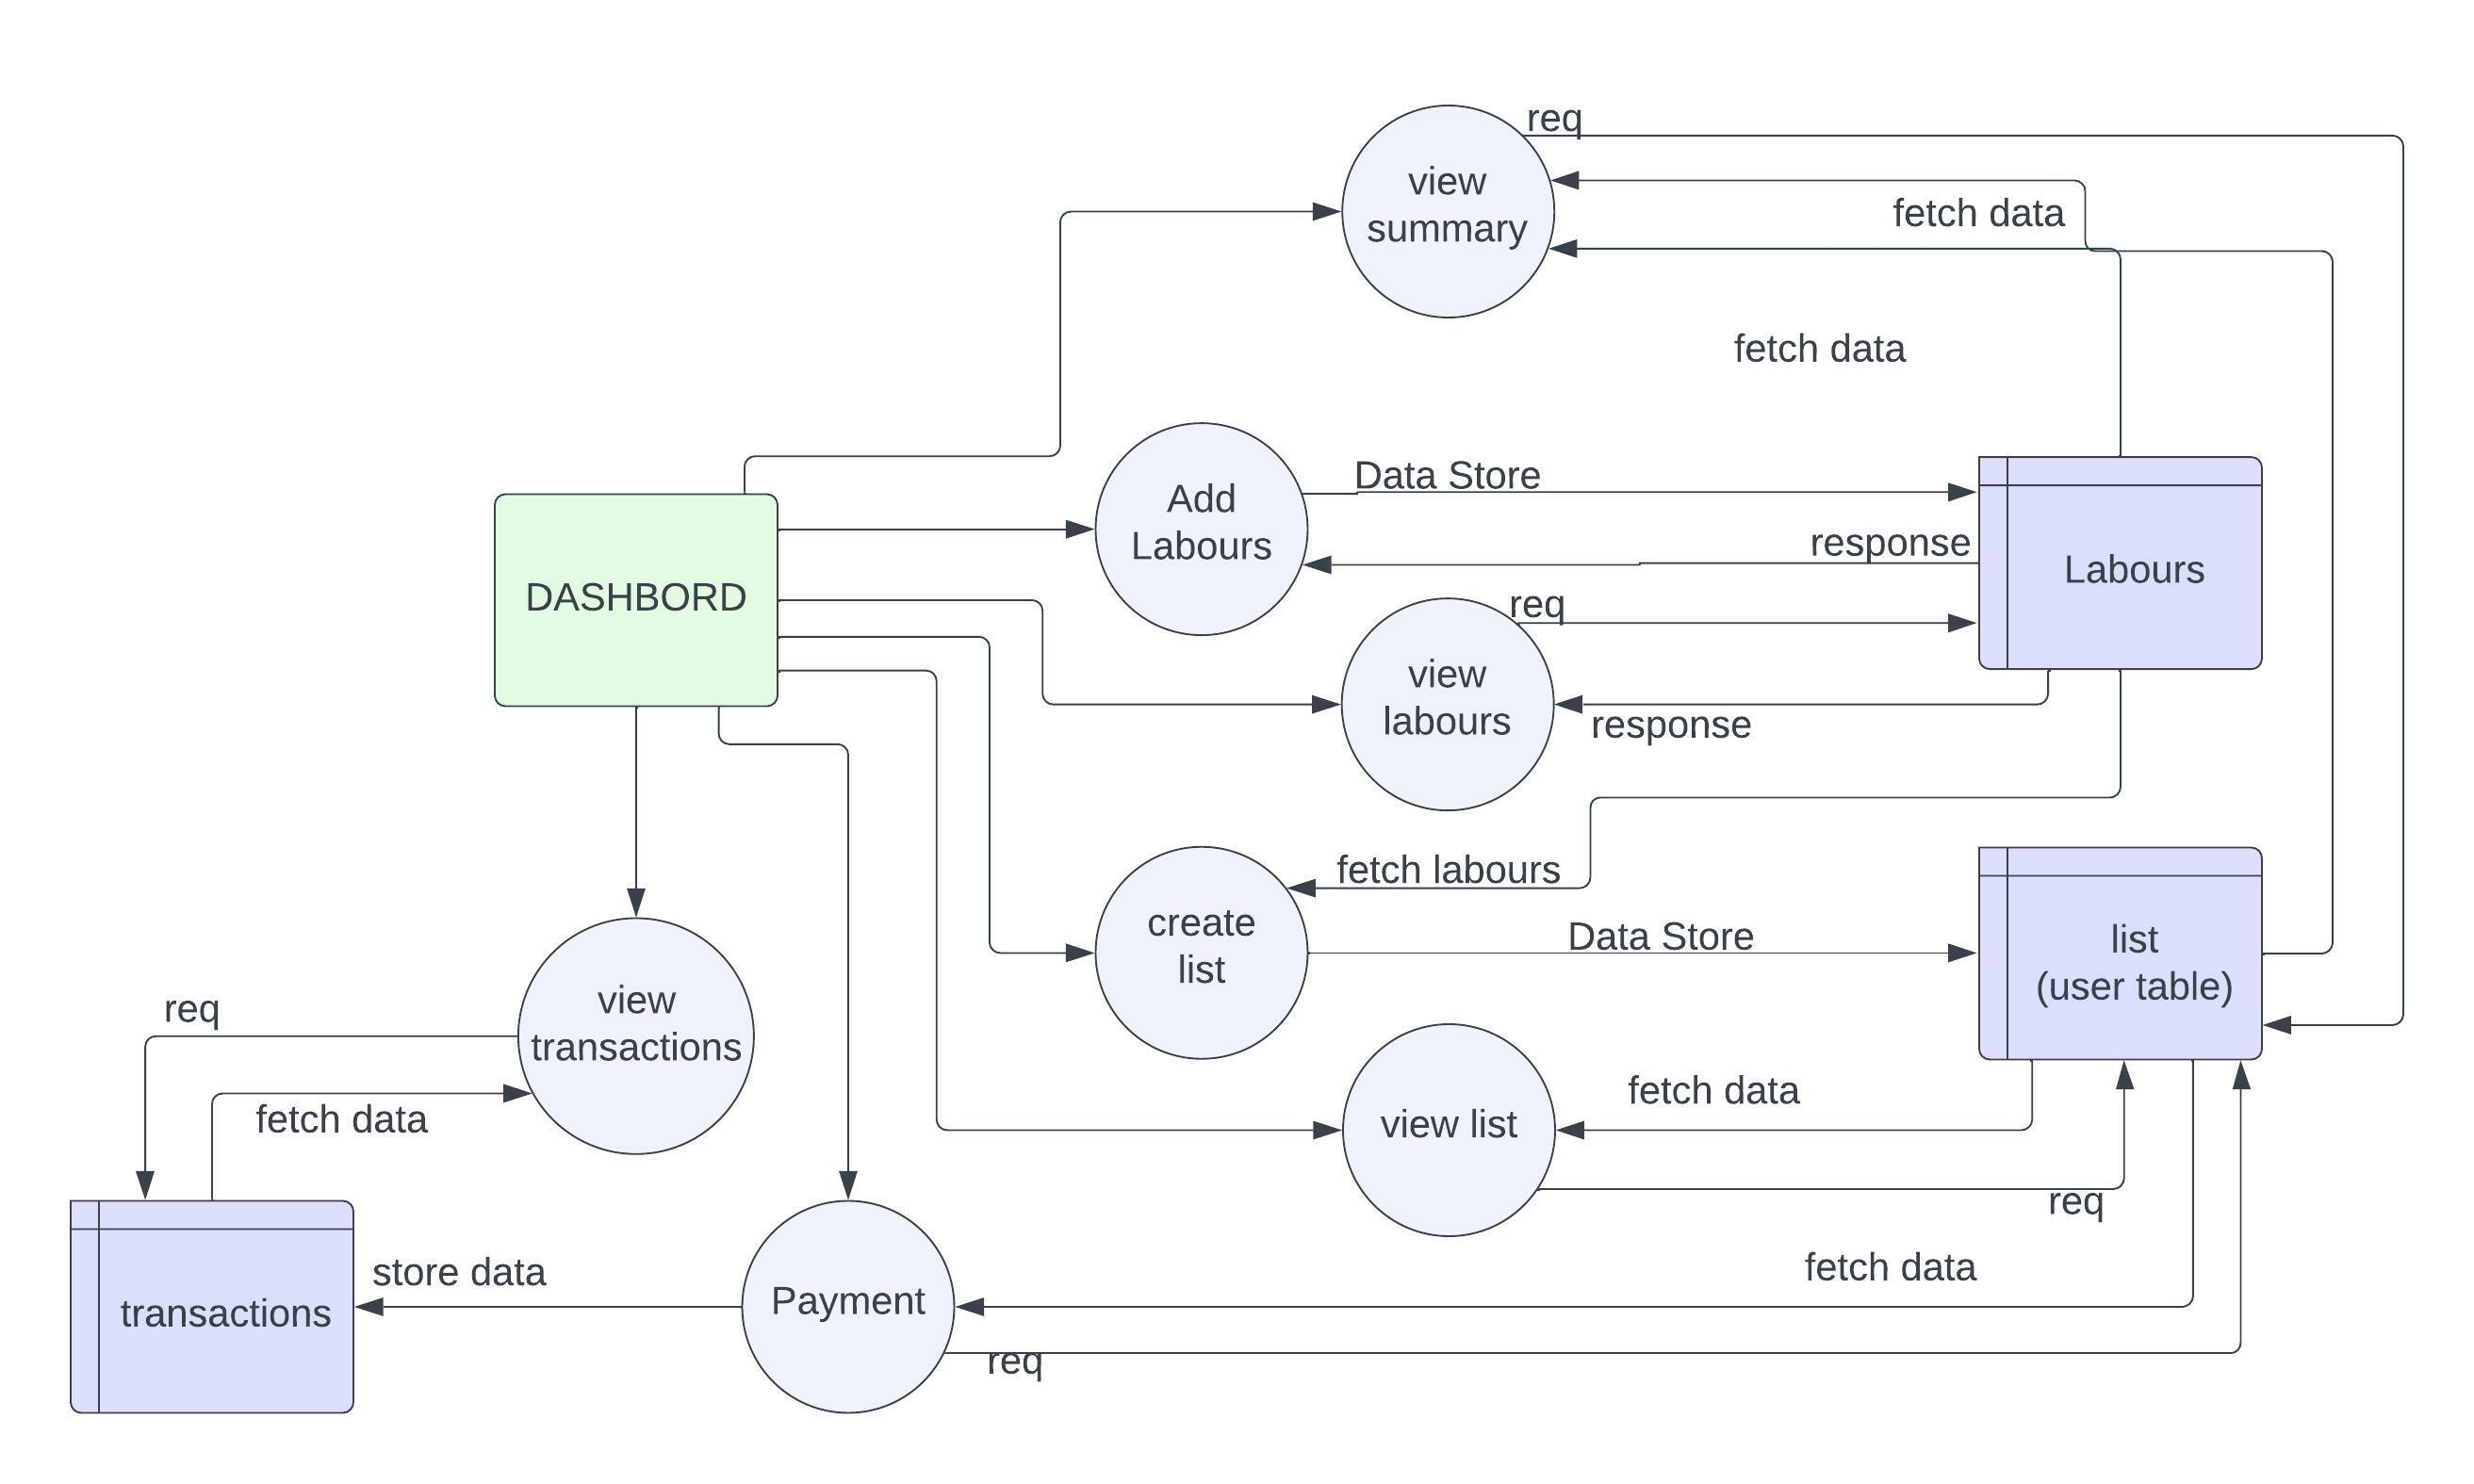 req
view
summary
fetch data
fetch data
Add
Labours
Data Store
response
Labours
DASHBORD
req
view
labours
response
fetch labours
create
list
Data Store
list
(user table)
view
transactions
req
fetch data
fetch data
view list
req
fetch data
store data
transactions
Payment
req